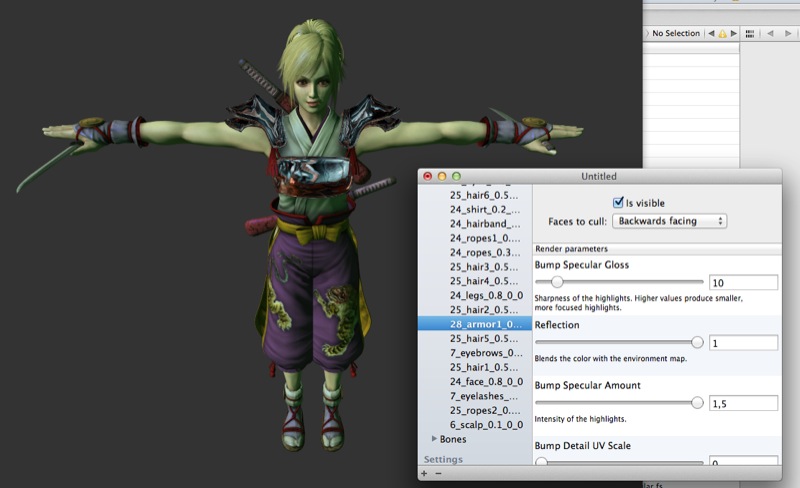 No Selection
Untitled
25_hair6_0.5...
24_shirt_0.2_...
24_hairband_...
24_ropes1_0....
24_ropes_0.3...
25_hair3_0.5...
25_hair4_0.5...
24_legs_0.8_0_0
25_hair2_0.5...
28_armor1_0...
25_hair5_0.5...
7_eyebrows_0...
25_hair1_0.5...
24_face_0.8_0_0
7_eyelashes_...
25_ropes2_0....
6_scalp_0.1_0_0
Bones
Settings
+ −
Is visible
Faces to cull: Backwards facing
Render parameters
Bump Specular Gloss
10
Sharpness of the highlights. Higher values produce smaller,
more focused highlights.
Reflection
1
Blends the color with the environment map.
Bump Specular Amount
1,5
Intensity of the highlights.
Bump Detail UV Scale
0